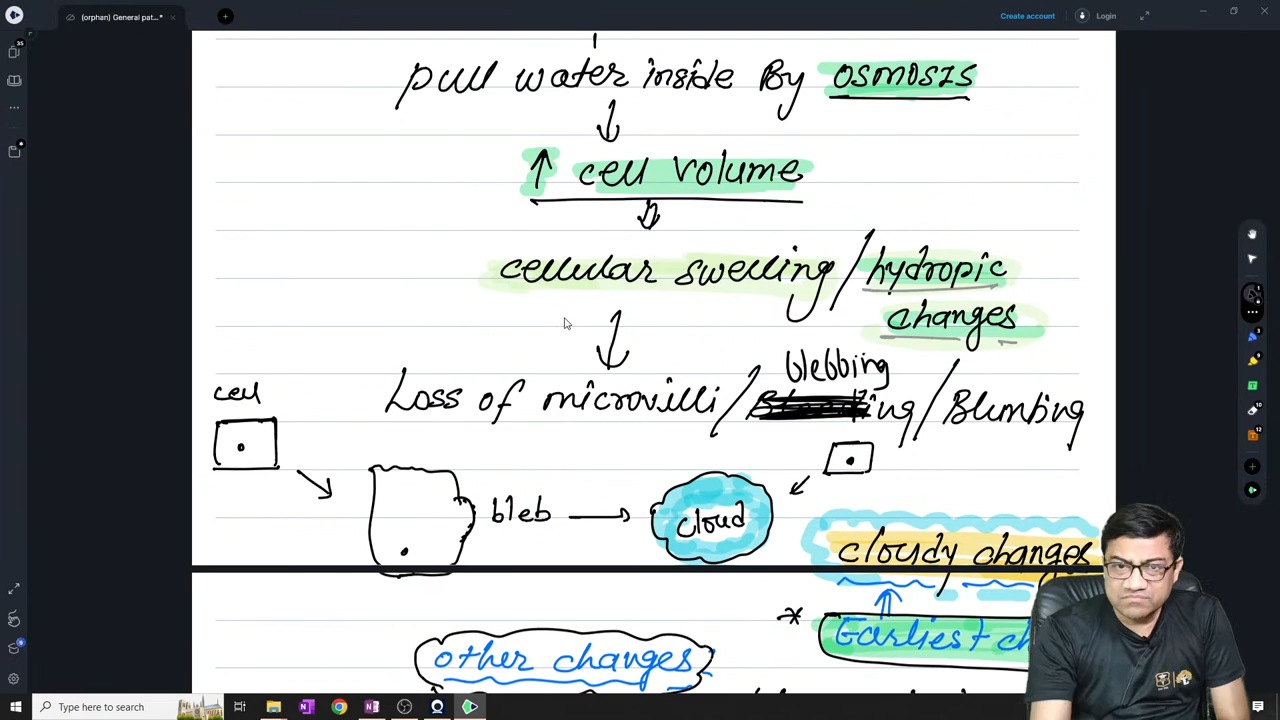 (orphan) General pat...*
Create account
Login
35
pull water inside By osmosis
↓
↑ cell volume
↓
cellular swelling / hydropic
changes
↓
blebbing
cell
Loss of microvilli / ing / Blunting
bleb → cloud
cloudy changes
* Earliest ch
other changes
Type here to search